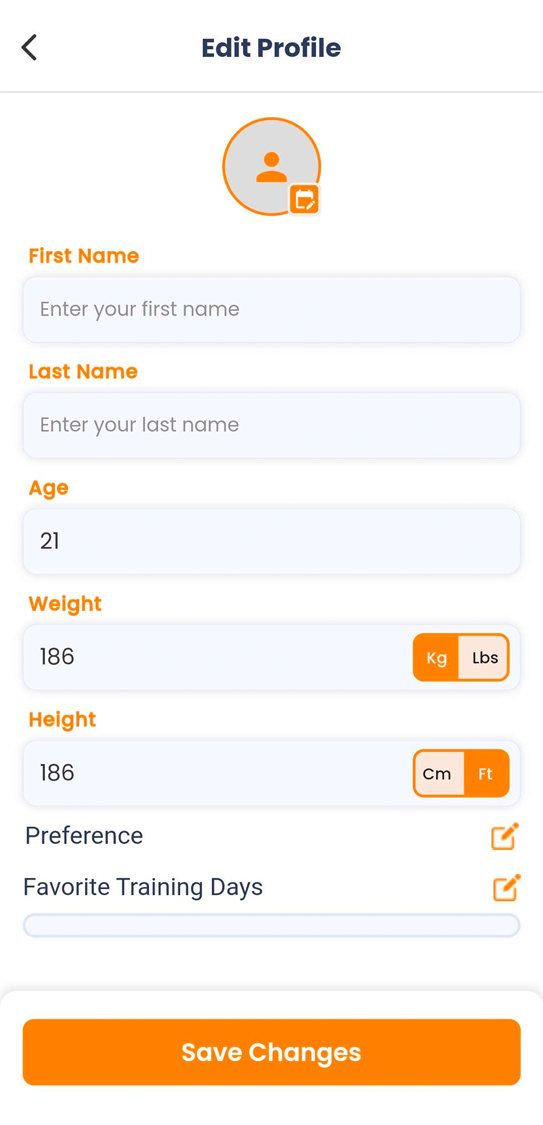 Edit Profile
First Name
Enter your first name
Last Name
Enter your last name
Age
21
Weight
186
Kg Lbs
Height
186
Cm Ft
Preference
Favorite Training Days
Save Changes